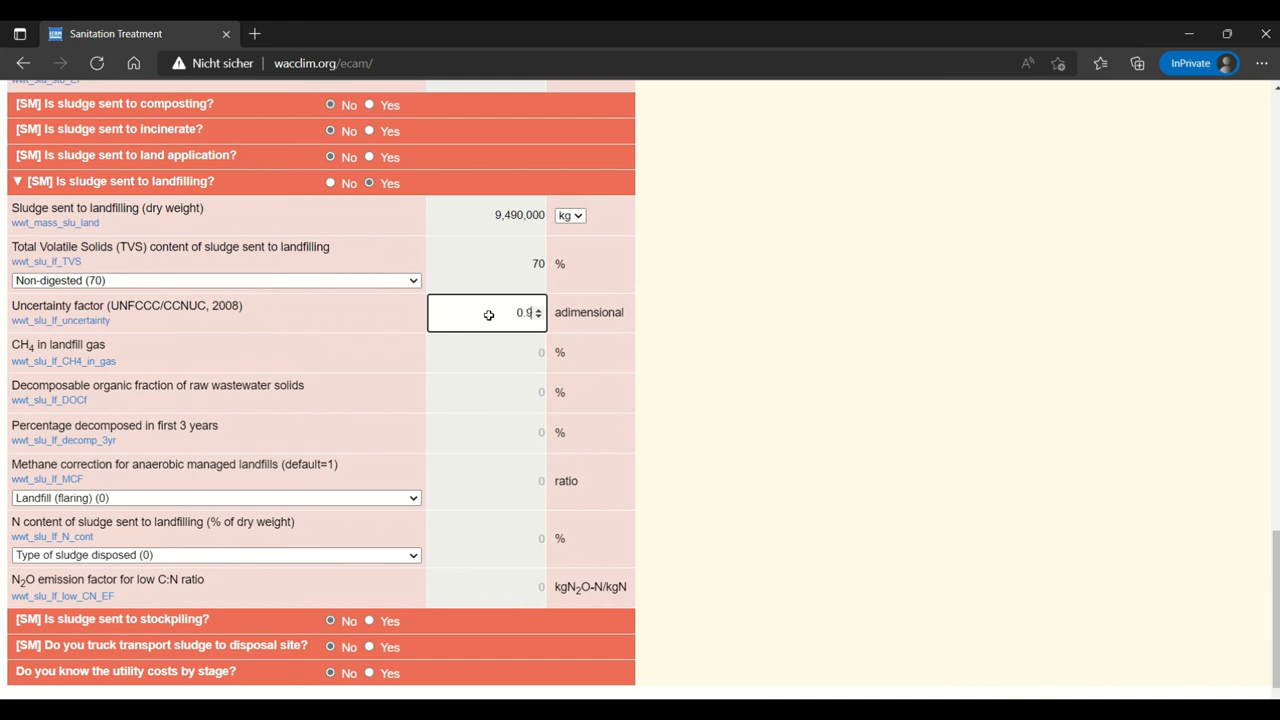 Sanitation Treatment
Nicht sicher wacclim.org/ecam/
InPrivate
wwt_slu_slu_EF
[SM] Is sludge sent to composting? No Yes
[SM] Is sludge sent to incinerate? No Yes
[SM] Is sludge sent to land application? No Yes
[SM] Is sludge sent to landfilling? No Yes
Sludge sent to landfilling (dry weight) 9,490,000 kg
wwt_mass_slu_land
Total Volatile Solids (TVS) content of sludge sent to landfilling
wwt_slu_lf_TVS 70 %
Non-digested (70)
Uncertainty factor (UNFCCC/CCNUC, 2008) 0.9 adimensional
wwt_slu_lf_uncertainty
CH4 in landfill gas 0 %
wwt_slu_lf_CH4_in_gas
Decomposable organic fraction of raw wastewater solids 0 %
wwt_slu_lf_DOCf
Percentage decomposed in first 3 years 0 %
wwt_slu_lf_decomp_3yr
Methane correction for anaerobic managed landfills (default=1)
wwt_slu_lf_MCF 0 ratio
Landfill (flaring) (0)
N content of sludge sent to landfilling (% of dry weight)
wwt_slu_lf_N_cont 0 %
Type of sludge disposed (0)
N2O emission factor for low C:N ratio 0 kgN2O-N/kgN
wwt_slu_lf_low_CN_EF
[SM] Is sludge sent to stockpiling? No Yes
[SM] Do you truck transport sludge to disposal site? No Yes
Do you know the utility costs by stage? No Yes